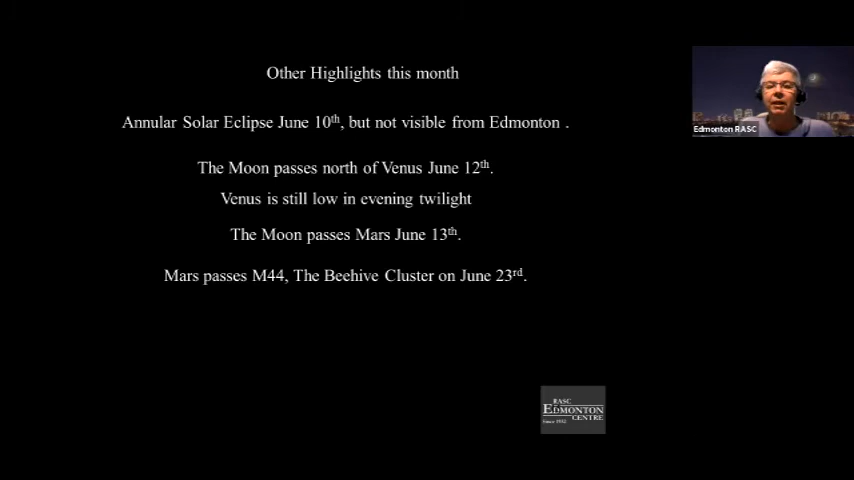 Other Highlights this month
Annular Solar Eclipse June 10th, but not visible from Edmonton .
The Moon passes north of Venus June 12th.
Venus is still low in evening twilight
The Moon passes Mars June 13th.
Mars passes M44, The Beehive Cluster on June 23rd.
Edmonton RASC
RASC
EDMONTON
CENTRE
Since 1932